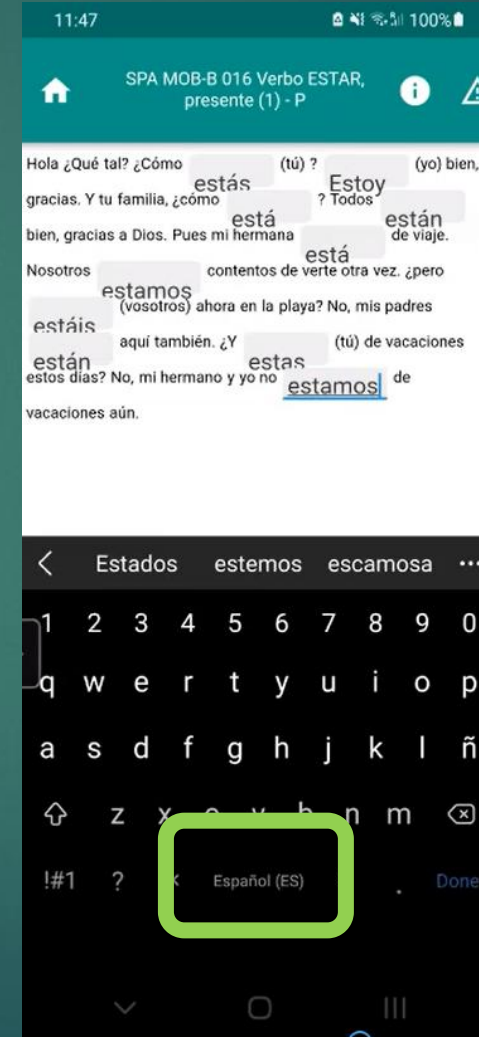 11:47 100%
SPA MOB-B 016 Verbo ESTAR,
presente (1) - P
Hola ¿Qué tal? ¿Cómo estás (tú) ? Estoy (yo) bien,
gracias. Y tu familia, ¿cómo está ? Todos están
bien, gracias a Dios. Pues mi hermana está de viaje.
Nosotros estamos contentos de verte otra vez. ¿pero
estáis (vosotros) ahora en la playa? No, mis padres
están aquí también. ¿Y estas (tú) de vacaciones
estos días? No, mi hermano y yo no estamos de
vacaciones aún.
Estados estemos escamosa ...
1 2 3 4 5 6 7 8 9 0
q w e r t y u i o p
a s d f g h j k l ñ
z x c v b n m
!#1 ? Español (ES) . Done